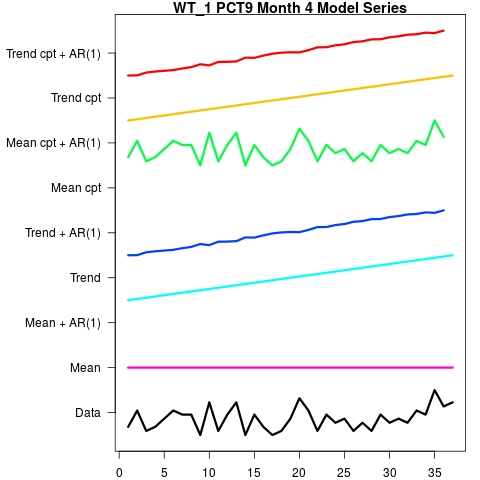 WT_1 PCT9 Month 4 Model Series
Trend cpt + AR(1)
Trend cpt
Mean cpt + AR(1)
Mean cpt
Trend + AR(1)
Trend
Mean + AR(1)
Mean
Data
0 5 10 15 20 25 30 35